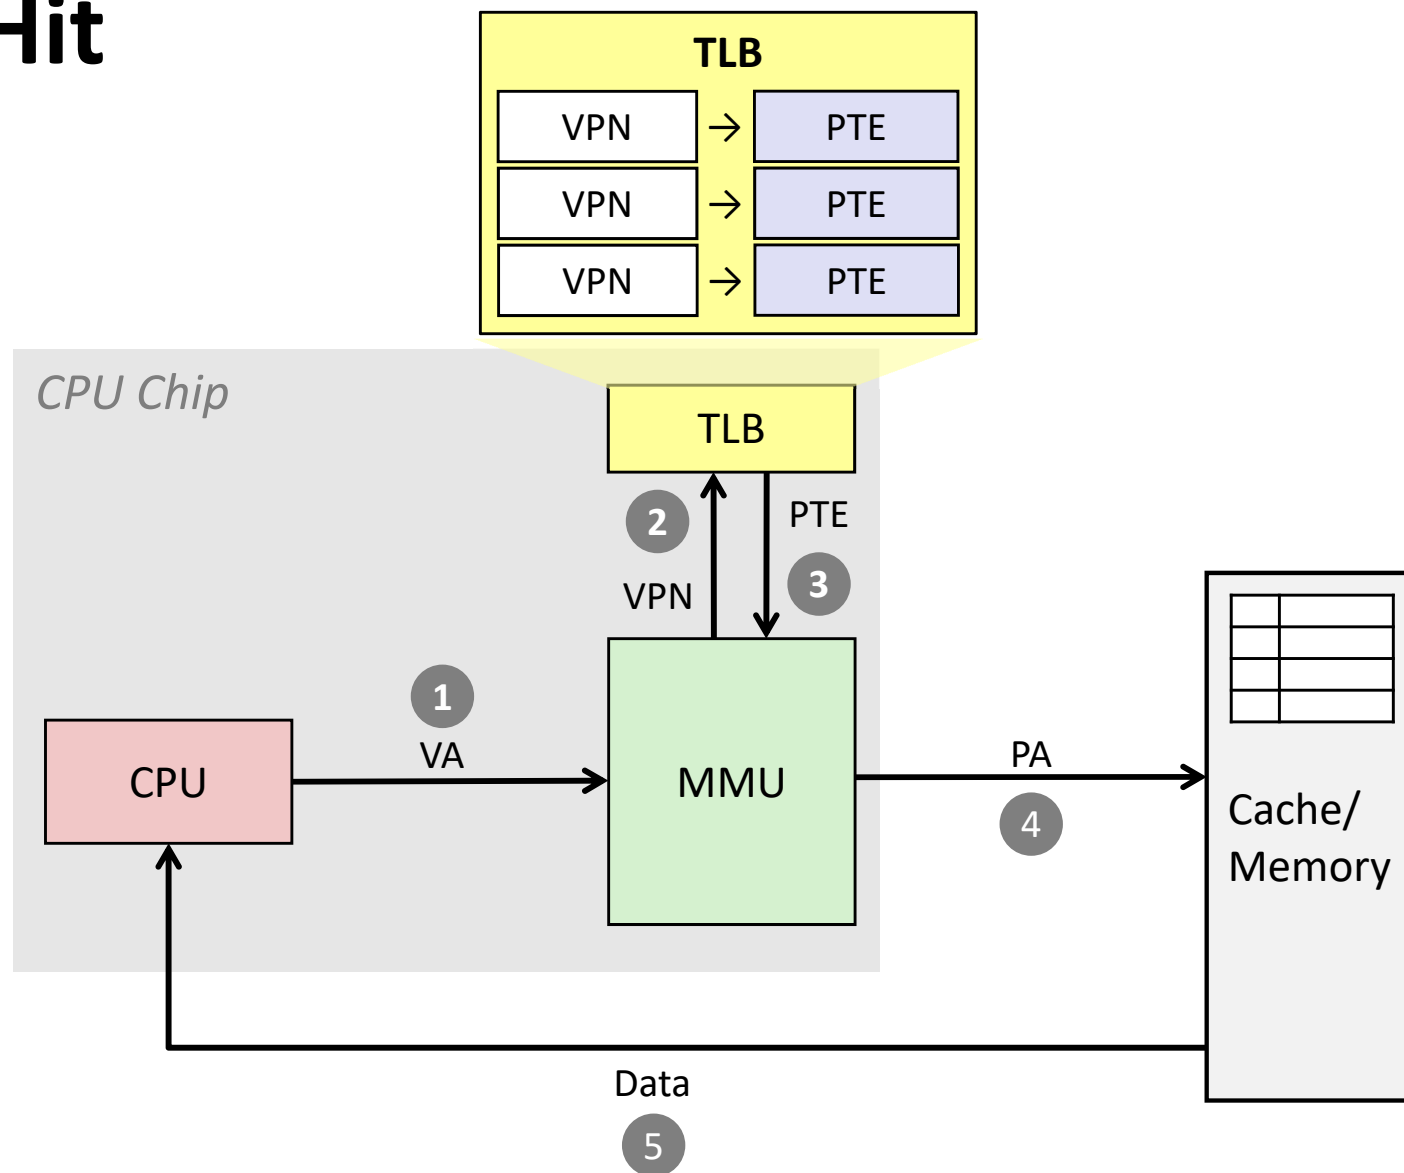 Hit
TLB
VPN → PTE
VPN → PTE
VPN → PTE
CPU Chip
TLB
2
PTE
VPN
3
1
VA
CPU
MMU
PA
4
Cache/
Memory
Data
5